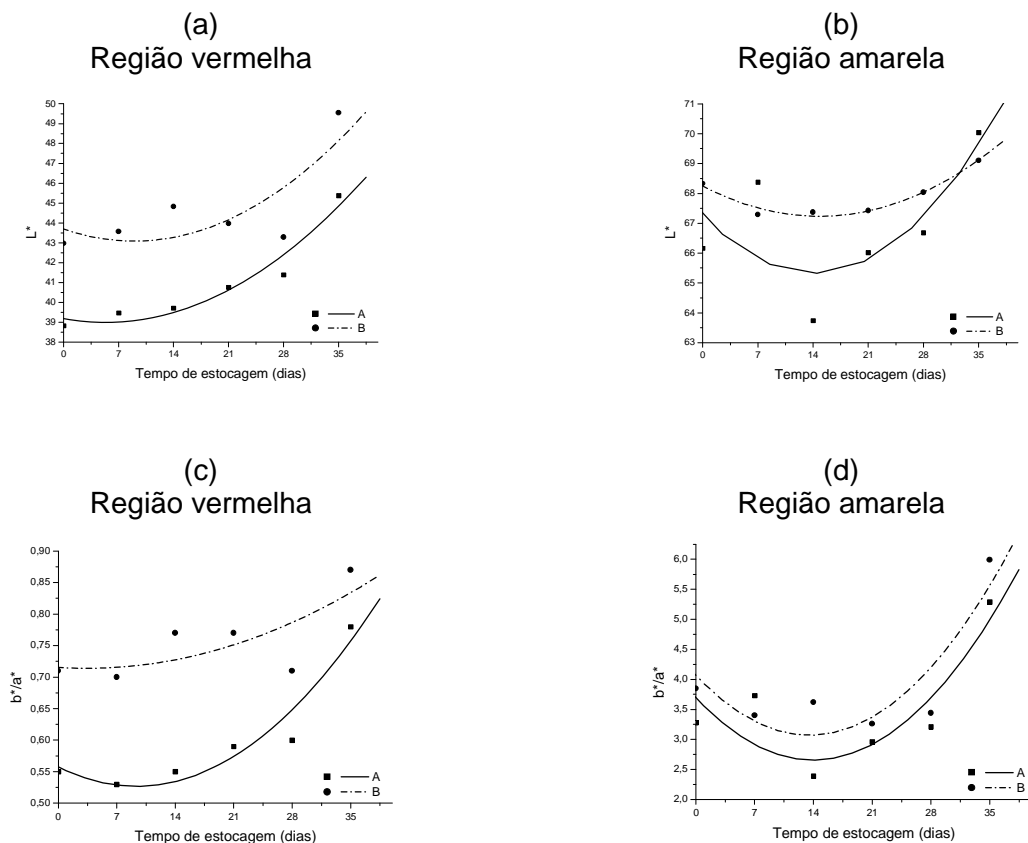 (a)
Região vermelha
50
49
48
46
45
44
43
41
40
39
38
L*
0 7 14 21 28 35
Tempo de estocagem (dias)
A
B
(b)
Região amarela
71
70
69
68
67
66
65
64
63
L*
0 7 14 21 28 35
Tempo de estocagem (dias)
A
B
(c)
Região vermelha
0,90
0,85
0,80
0,75
0,70
0,65
0,60
0,55
0,50
b*/a*
0 7 14 21 28 35
Tempo de estocagem (dias)
A
B
(d)
Região amarela
6,0
5,5
5,0
4,5
4,0
3,5
3,0
2,5
2,0
b*/a*
0 7 14 21 28 35
Tempo de estocagem (dias)
A
B